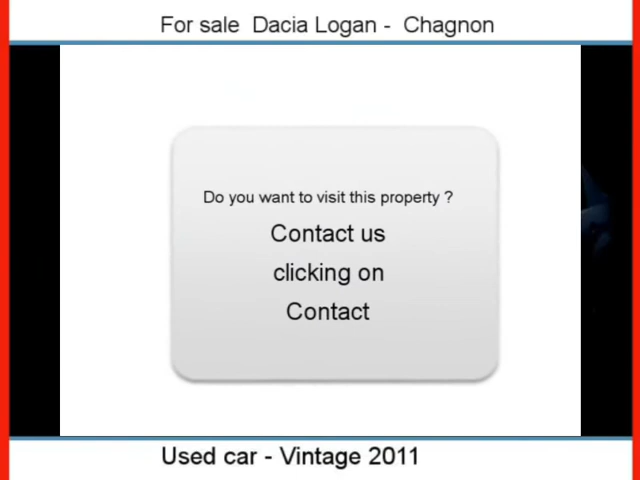 For sale  Dacia Logan -  Chagnon
Do you want to visit this property ?
Contact us
clicking on
Contact
Used car - Vintage 2011